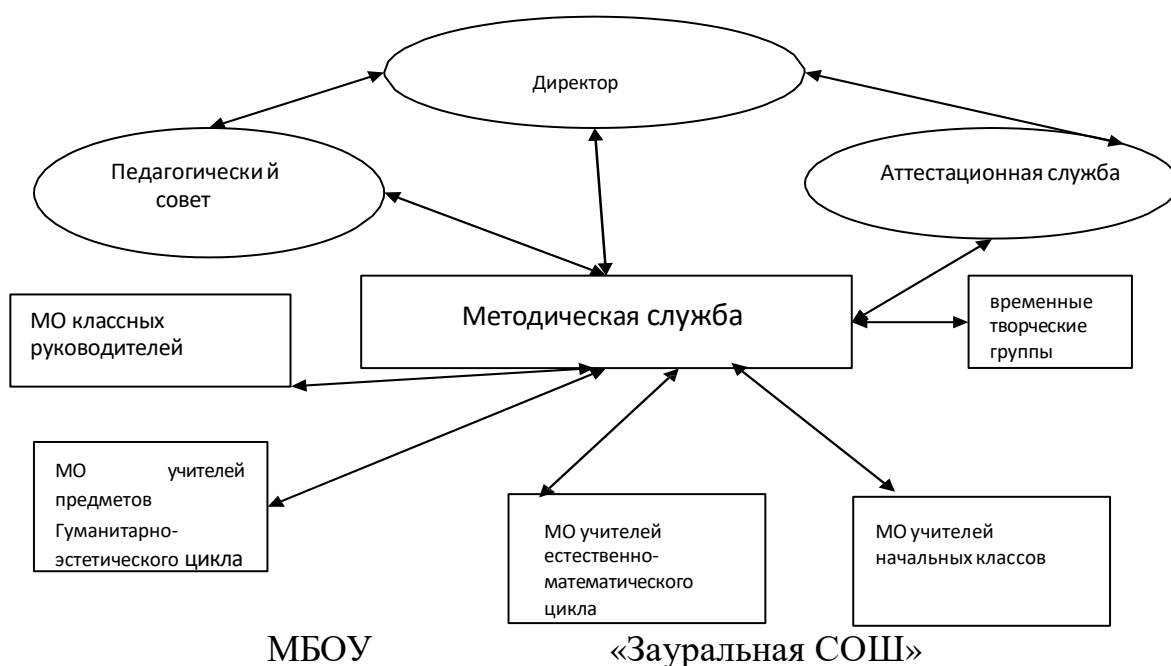 Директор
Педагогически й
совет
Аттестационная служба
МО классных
руководителей
Методическая служба
временные
творческие
группы
МО учителей
предметов
Гуманитарно-
эстетического цикла
МО учителей
естественно-
математического
цикла
МО учителей
начальных классов
МБОУ «Зауральная СОШ»